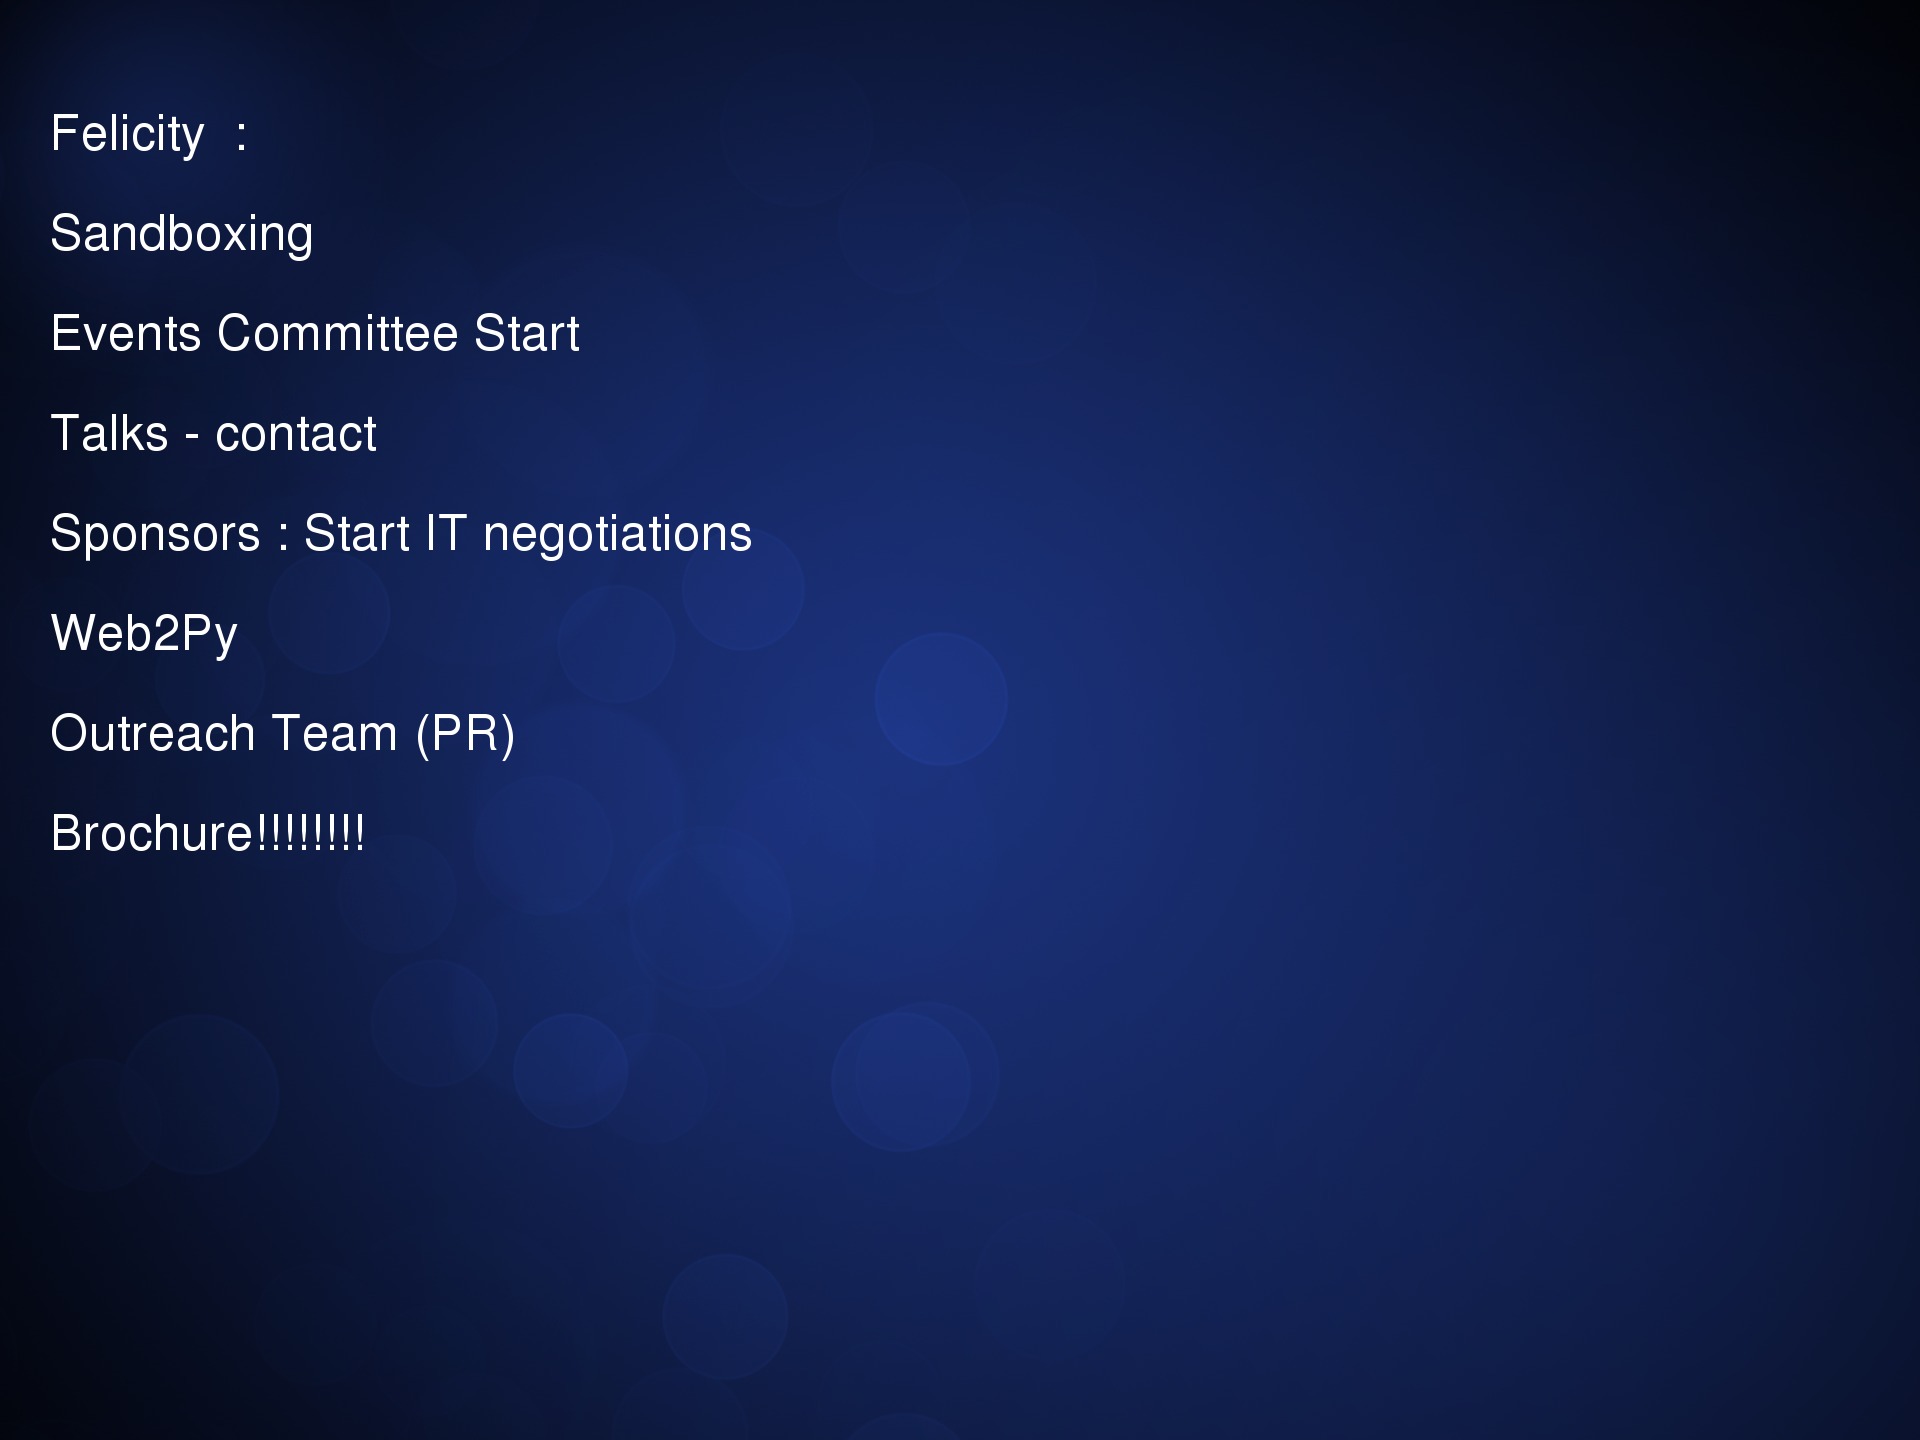 Felicity  :
Sandboxing
Events Committee Start
Talks - contact
Sponsors : Start IT negotiations
Web2Py
Outreach Team (PR)
Brochure!!!!!!!!